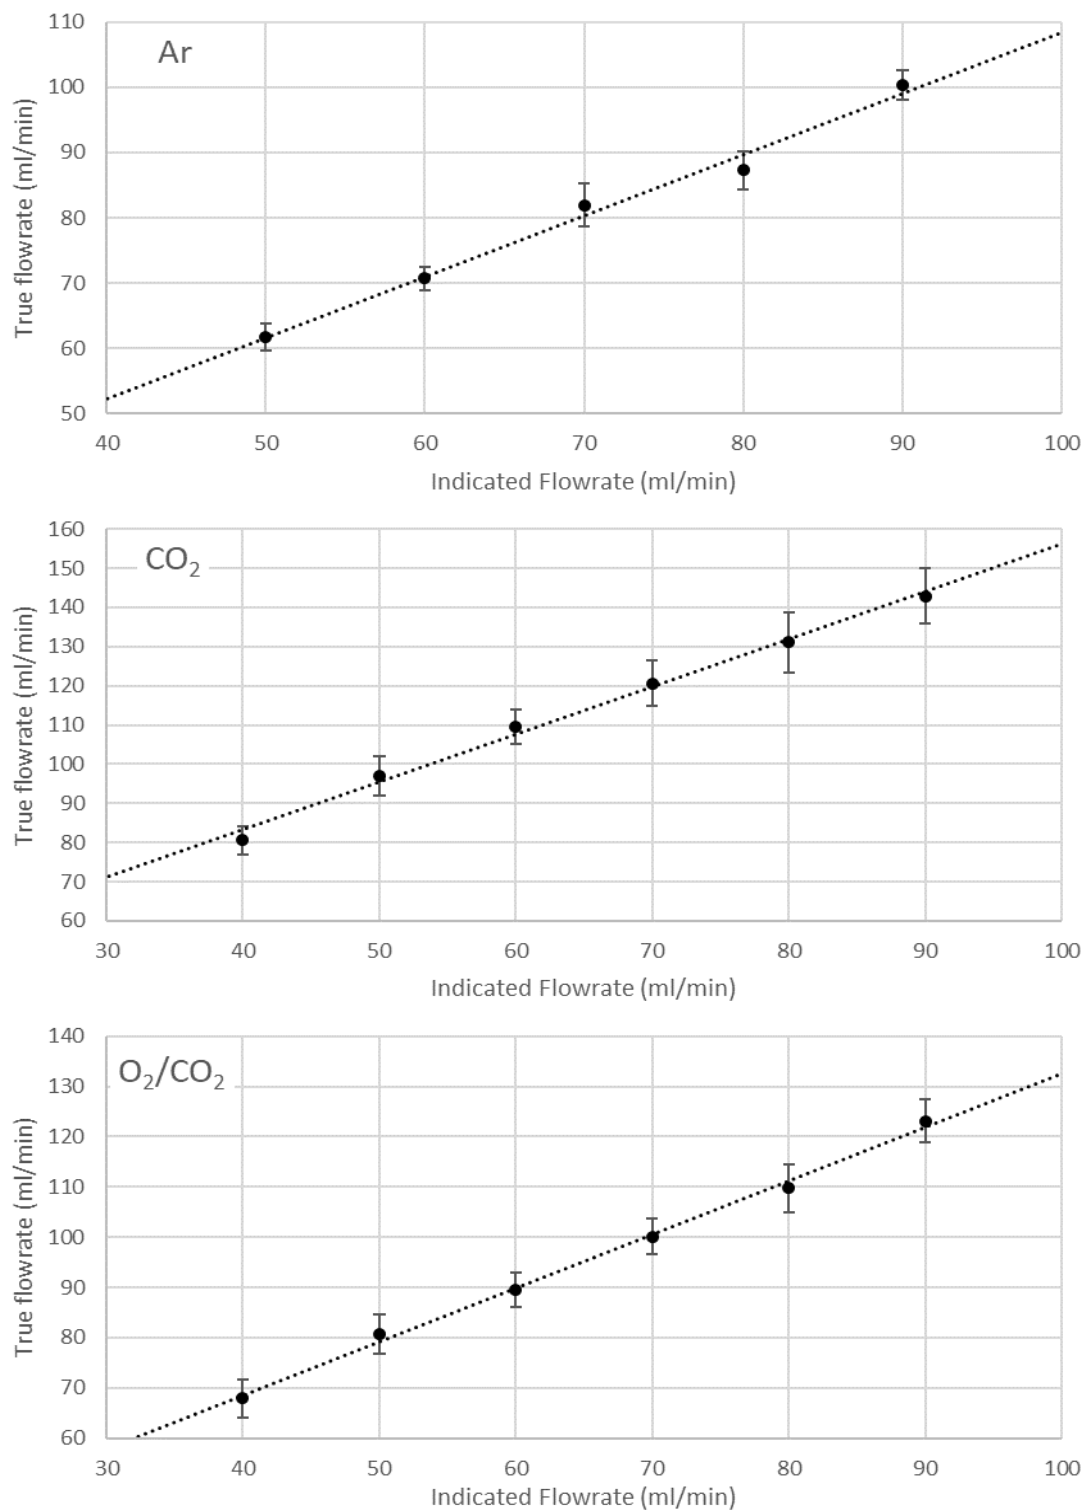 Ar
True flowrate (ml/min)
110
100
90
80
70
60
50
40 50 60 70 80 90 100
Indicated Flowrate (ml/min)
CO₂
True flowrate (ml/min)
160
150
140
130
120
110
100
90
80
70
60
30 40 50 60 70 80 90 100
Indicated Flowrate (ml/min)
O₂/CO₂
True flowrate (ml/min)
140
130
120
110
100
90
80
70
60
30 40 50 60 70 80 90 100
Indicated Flowrate (ml/min)